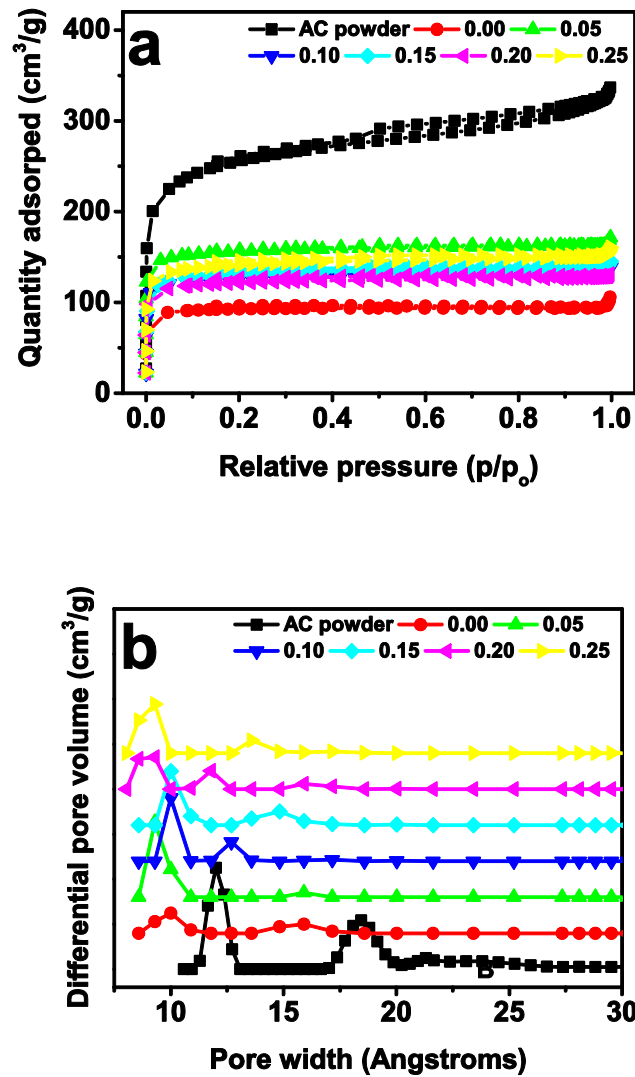 a
AC powder 0.00 0.05
0.10 0.15 0.20 0.25
Quantity adsorped (cm³/g)
400
300
200
100
0
0.0 0.2 0.4 0.6 0.8 1.0
Relative pressure (p/pₒ)
b
AC powder 0.00 0.05
0.10 0.15 0.20 0.25
Differential pore volume (cm³/g)
10 15 20 25 30
Pore width (Angstroms)